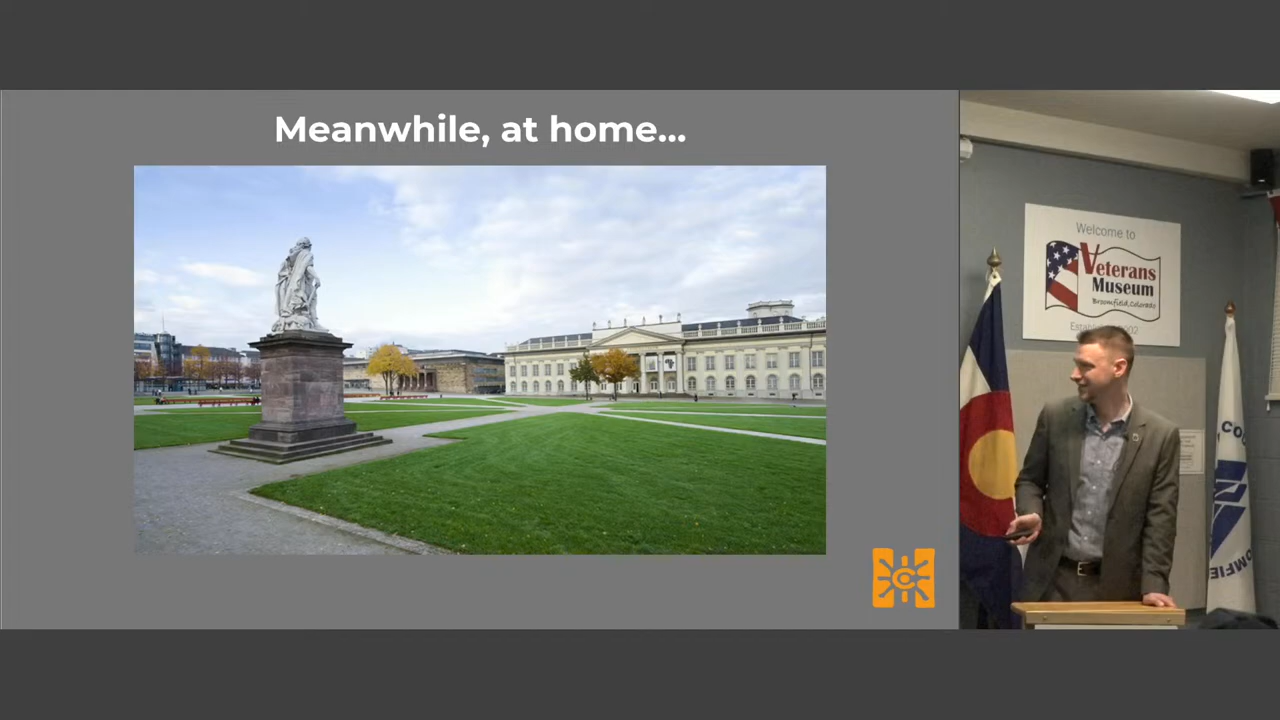 Meanwhile, at home...
Welcome to
Veterans
Museum
Broomfield, Colorado
C